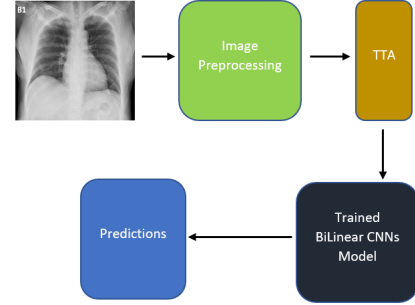 B1
Image
Preprocessing
TTA
Trained
BiLinear CNNs
Model
Predictions